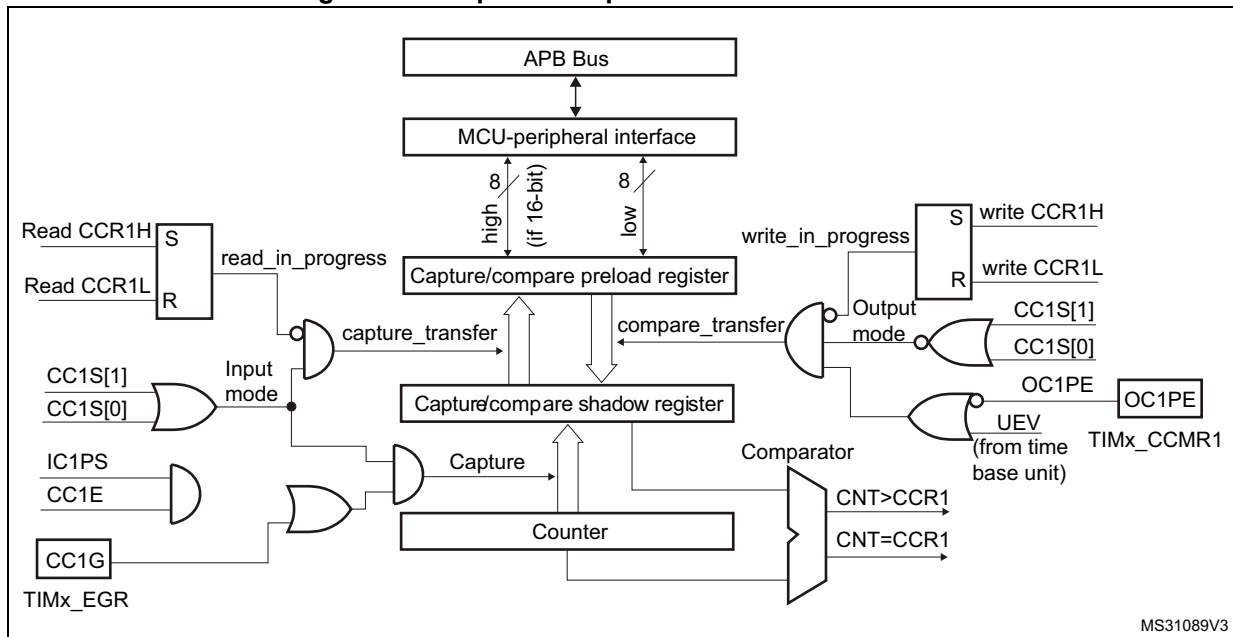 APB Bus
MCU-peripheral interface
8
high
(if 16-bit)
8
low
Read CCR1H
S
read_in_progress
Read CCR1L
R
write_in_progress
S
write CCR1H
R
write CCR1L
Capture/compare preload register
capture_transfer
compare_transfer
Output
mode
CC1S[1]
CC1S[0]
CC1S[1]
CC1S[0]
Input
mode
Capture/compare shadow register
OC1PE
OC1PE
UEV
(from time
base unit)
TIMx_CCMR1
IC1PS
CC1E
Capture
Comparator
CNT>CCR1
CNT=CCR1
Counter
CC1G
TIMx_EGR
MS31089V3